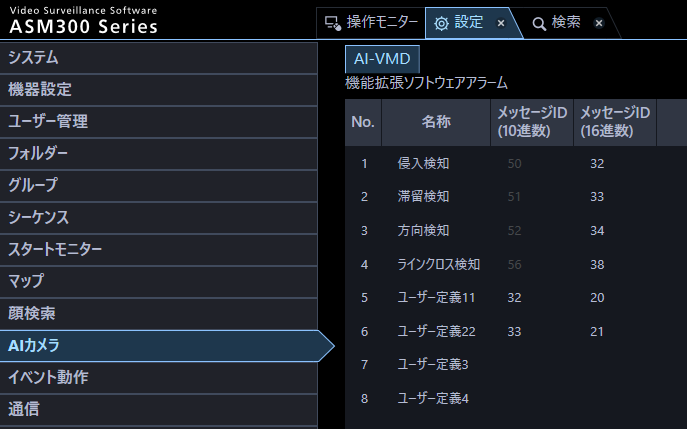 Video Surveillance Software
ASM300 Series
操作モニター
設定
検索
システム
機器設定
ユーザー管理
フォルダー
グループ
シーケンス
スタートモニター
マップ
顔検索
AIカメラ
イベント動作
通信
AI-VMD
機能拡張ソフトウェアアラーム
No. 名称 メッセージID (10進数) メッセージID (16進数)
1 侵入検知 50 32
2 滞留検知 51 33
3 方向検知 52 34
4 ラインクロス検知 56 38
5 ユーザー定義11 32 20
6 ユーザー定義22 33 21
7 ユーザー定義3
8 ユーザー定義4